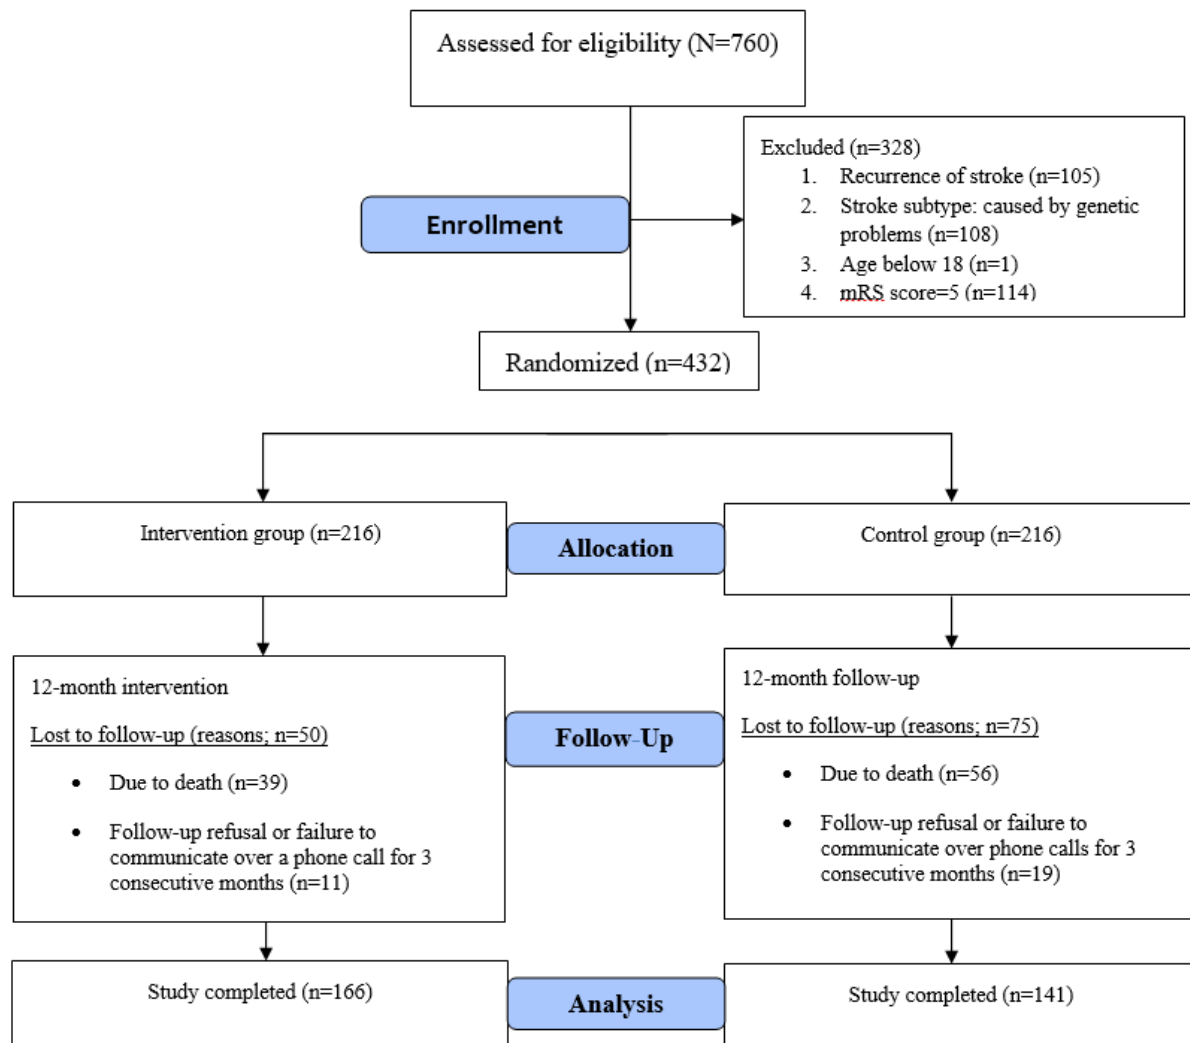 Assessed for eligibility (N=760)
Excluded (n=328)
1. Recurrence of stroke (n=105)
2. Stroke subtype: caused by genetic
problems (n=108)
3. Age below 18 (n=1)
4. mRS score=5 (n=114)
Enrollment
Randomized (n=432)
Intervention group (n=216)
Allocation
Control group (n=216)
12-month intervention
Lost to follow-up (reasons; n=50)
• Due to death (n=39)
• Follow-up refusal or failure to
communicate over a phone call for 3
consecutive months (n=11)
Follow-Up
12-month follow-up
Lost to follow-up (reasons; n=75)
• Due to death (n=56)
• Follow-up refusal or failure to
communicate over phone calls for 3
consecutive months (n=19)
Study completed (n=166)
Analysis
Study completed (n=141)